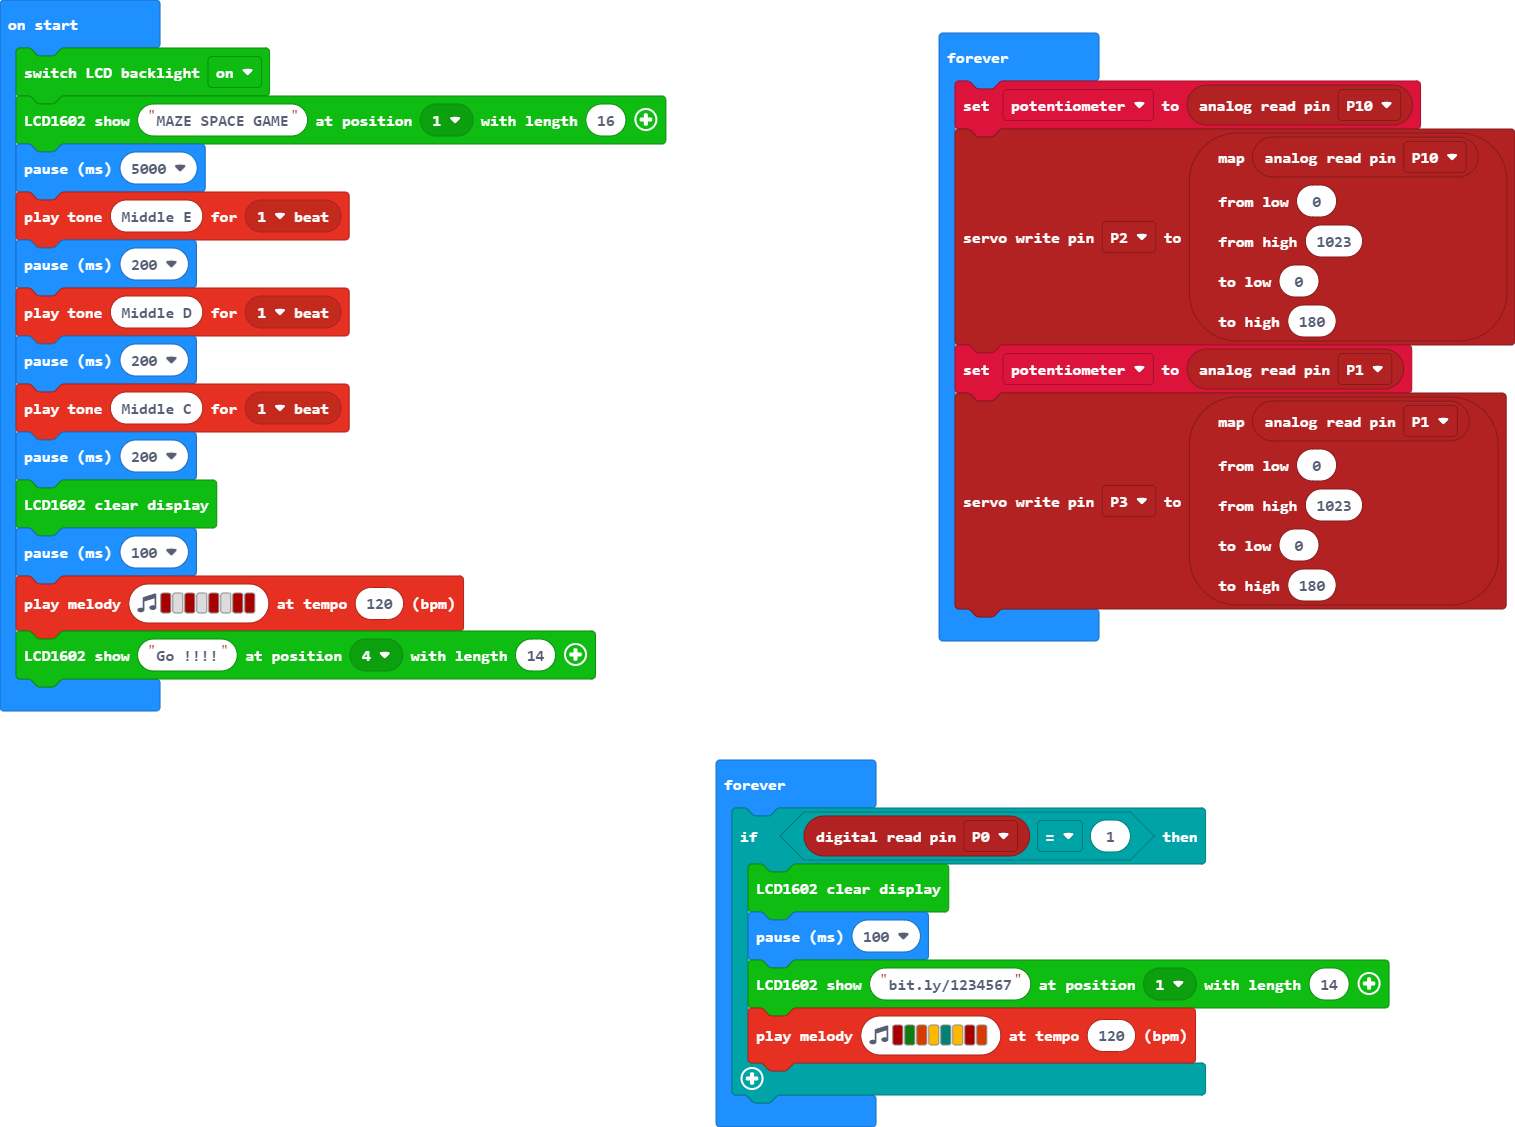 on start
switch LCD backlight on
LCD1602 show "MAZE SPACE GAME" at position 1 with length 16
pause (ms) 5000
play tone Middle E for 1 beat
pause (ms) 200
play tone Middle D for 1 beat
pause (ms) 200
play tone Middle C for 1 beat
pause (ms) 200
LCD1602 clear display
pause (ms) 100
play melody at tempo 120 (bpm)
LCD1602 show "Go !!!!" at position 4 with length 14
forever
set potentiometer to analog read pin P10
servo write pin P2 to
map analog read pin P10
from low 0
from high 1023
to low 0
to high 180
set potentiometer to analog read pin P1
servo write pin P3 to
map analog read pin P1
from low 0
from high 1023
to low 0
to high 180
forever
if digital read pin P0 = 1 then
LCD1602 clear display
pause (ms) 100
LCD1602 show "bit.ly/1234567" at position 1 with length 14
play melody at tempo 120 (bpm)